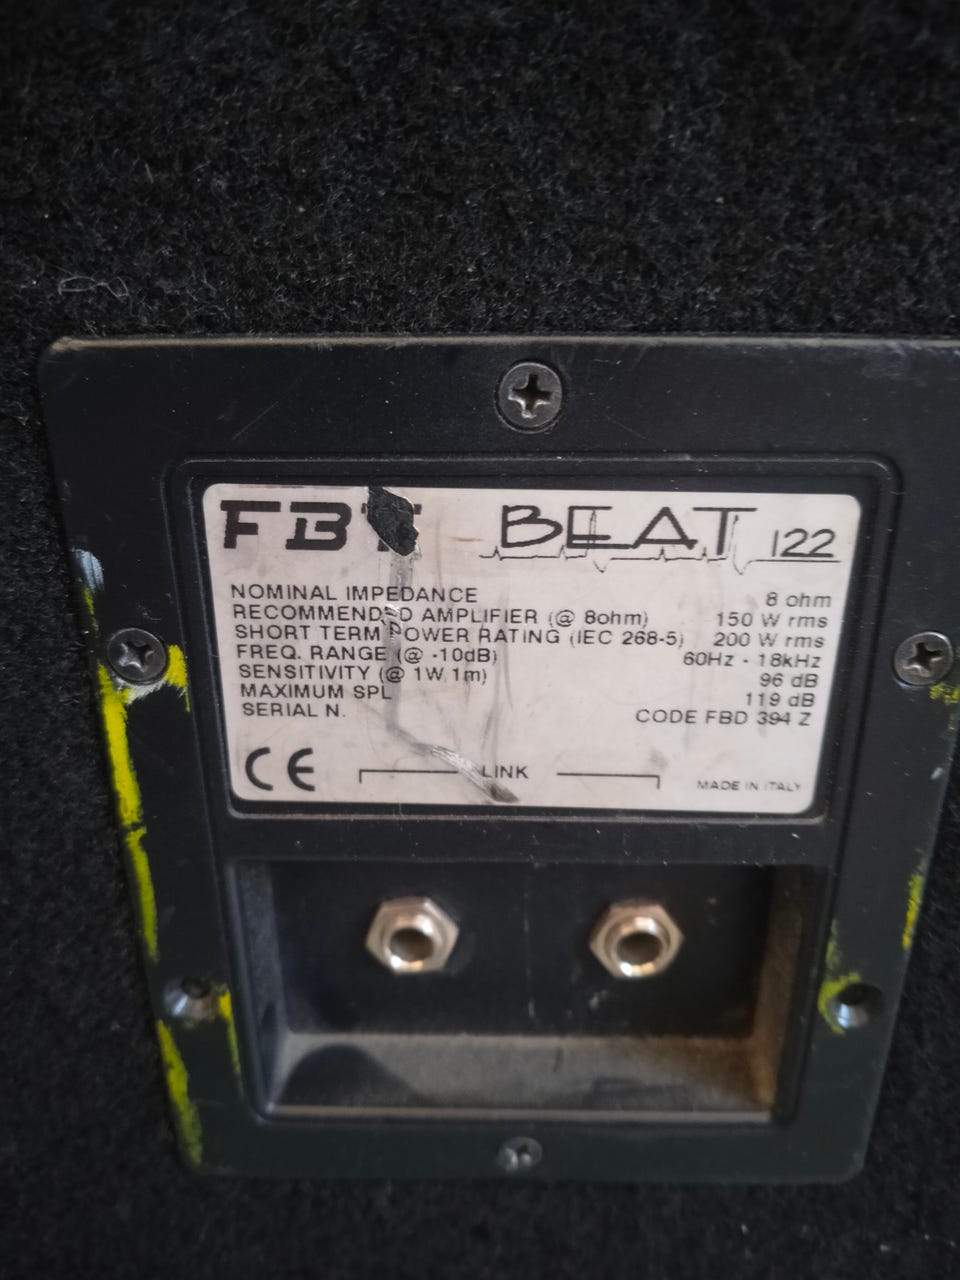 FBT BEAT 122
NOMINAL IMPEDANCE 8 ohm
RECOMMENDED AMPLIFIER (@ 8ohm) 150 W rms
SHORT TERM POWER RATING (IEC 268-5) 200 W rms
FREQ. RANGE (@ -10dB) 60Hz - 18kHz
SENSITIVITY (@ 1W,1m) 96 dB
MAXIMUM SPL 119 dB
SERIAL N. CODE FBD 394 Z
CE LINK MADE IN ITALY